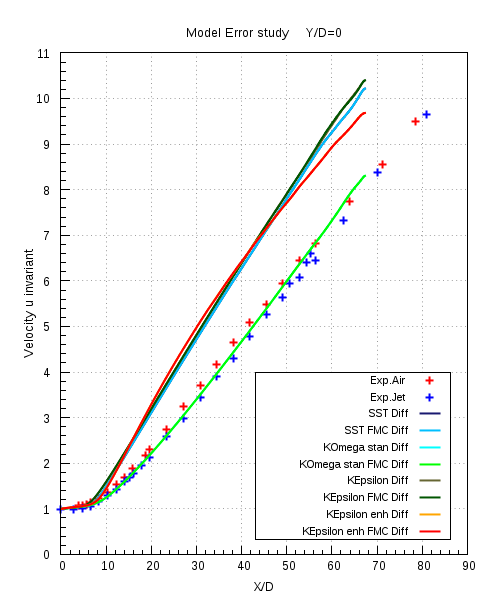 Model Error study Y/D=0
11
10
9
8
7
6
5
4
3
2
1
0
Velocity u invariant
Exp.Air
Exp.Jet
SST Diff
SST FMC Diff
KOmega stan Diff
KOmega stan FMC Diff
KEpsilon Diff
KEpsilon FMC Diff
KEpsilon enh Diff
KEpsilon enh FMC Diff
0 10 20 30 40 50 60 70 80 90
X/D